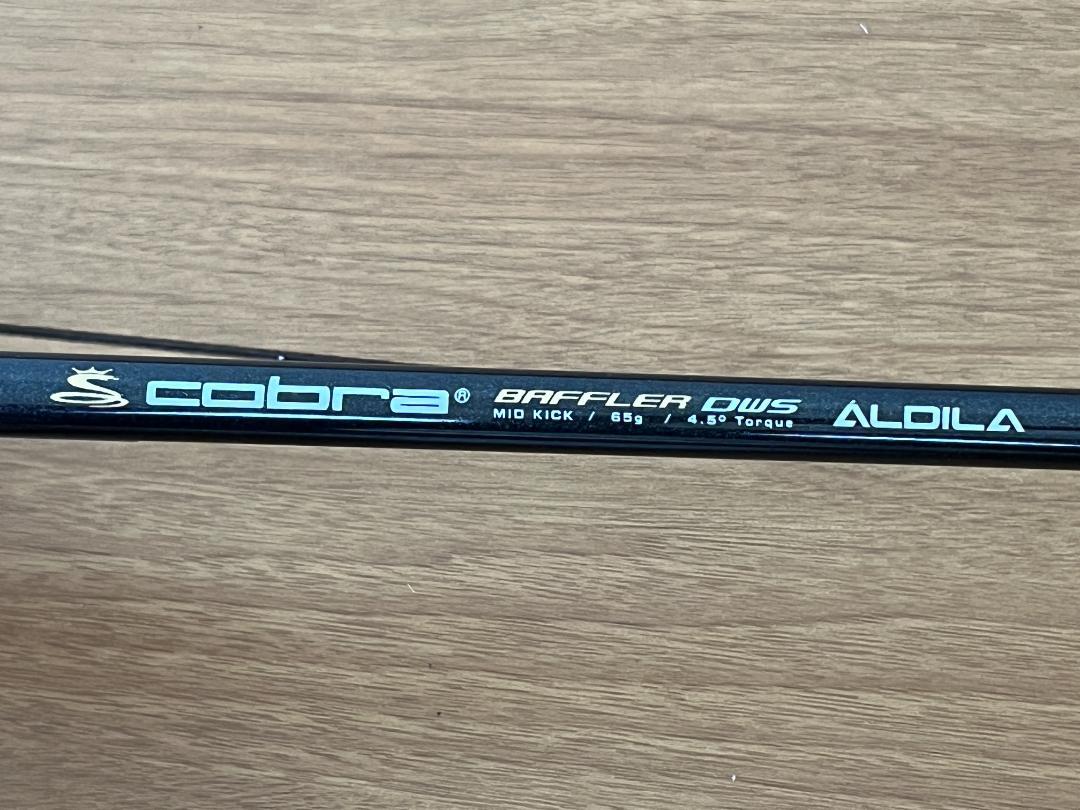 cobra® BAFFLER DWS ALDILA
MID KICK / 65g / 4.5° Torque